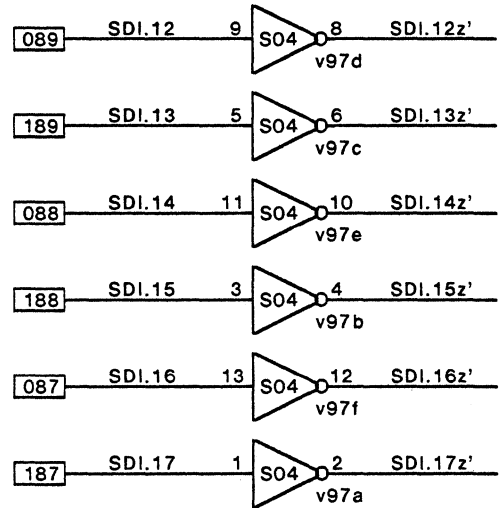 089 SDI.12 9 S04 8 SDI.12z'
v97d
189 SDI.13 5 S04 6 SDI.13z'
v97c
088 SDI.14 11 S04 10 SDI.14z'
v97e
188 SDI.15 3 S04 4 SDI.15z'
v97b
087 SDI.16 13 S04 12 SDI.16z'
v97f
187 SDI.17 1 S04 2 SDI.17z'
v97a